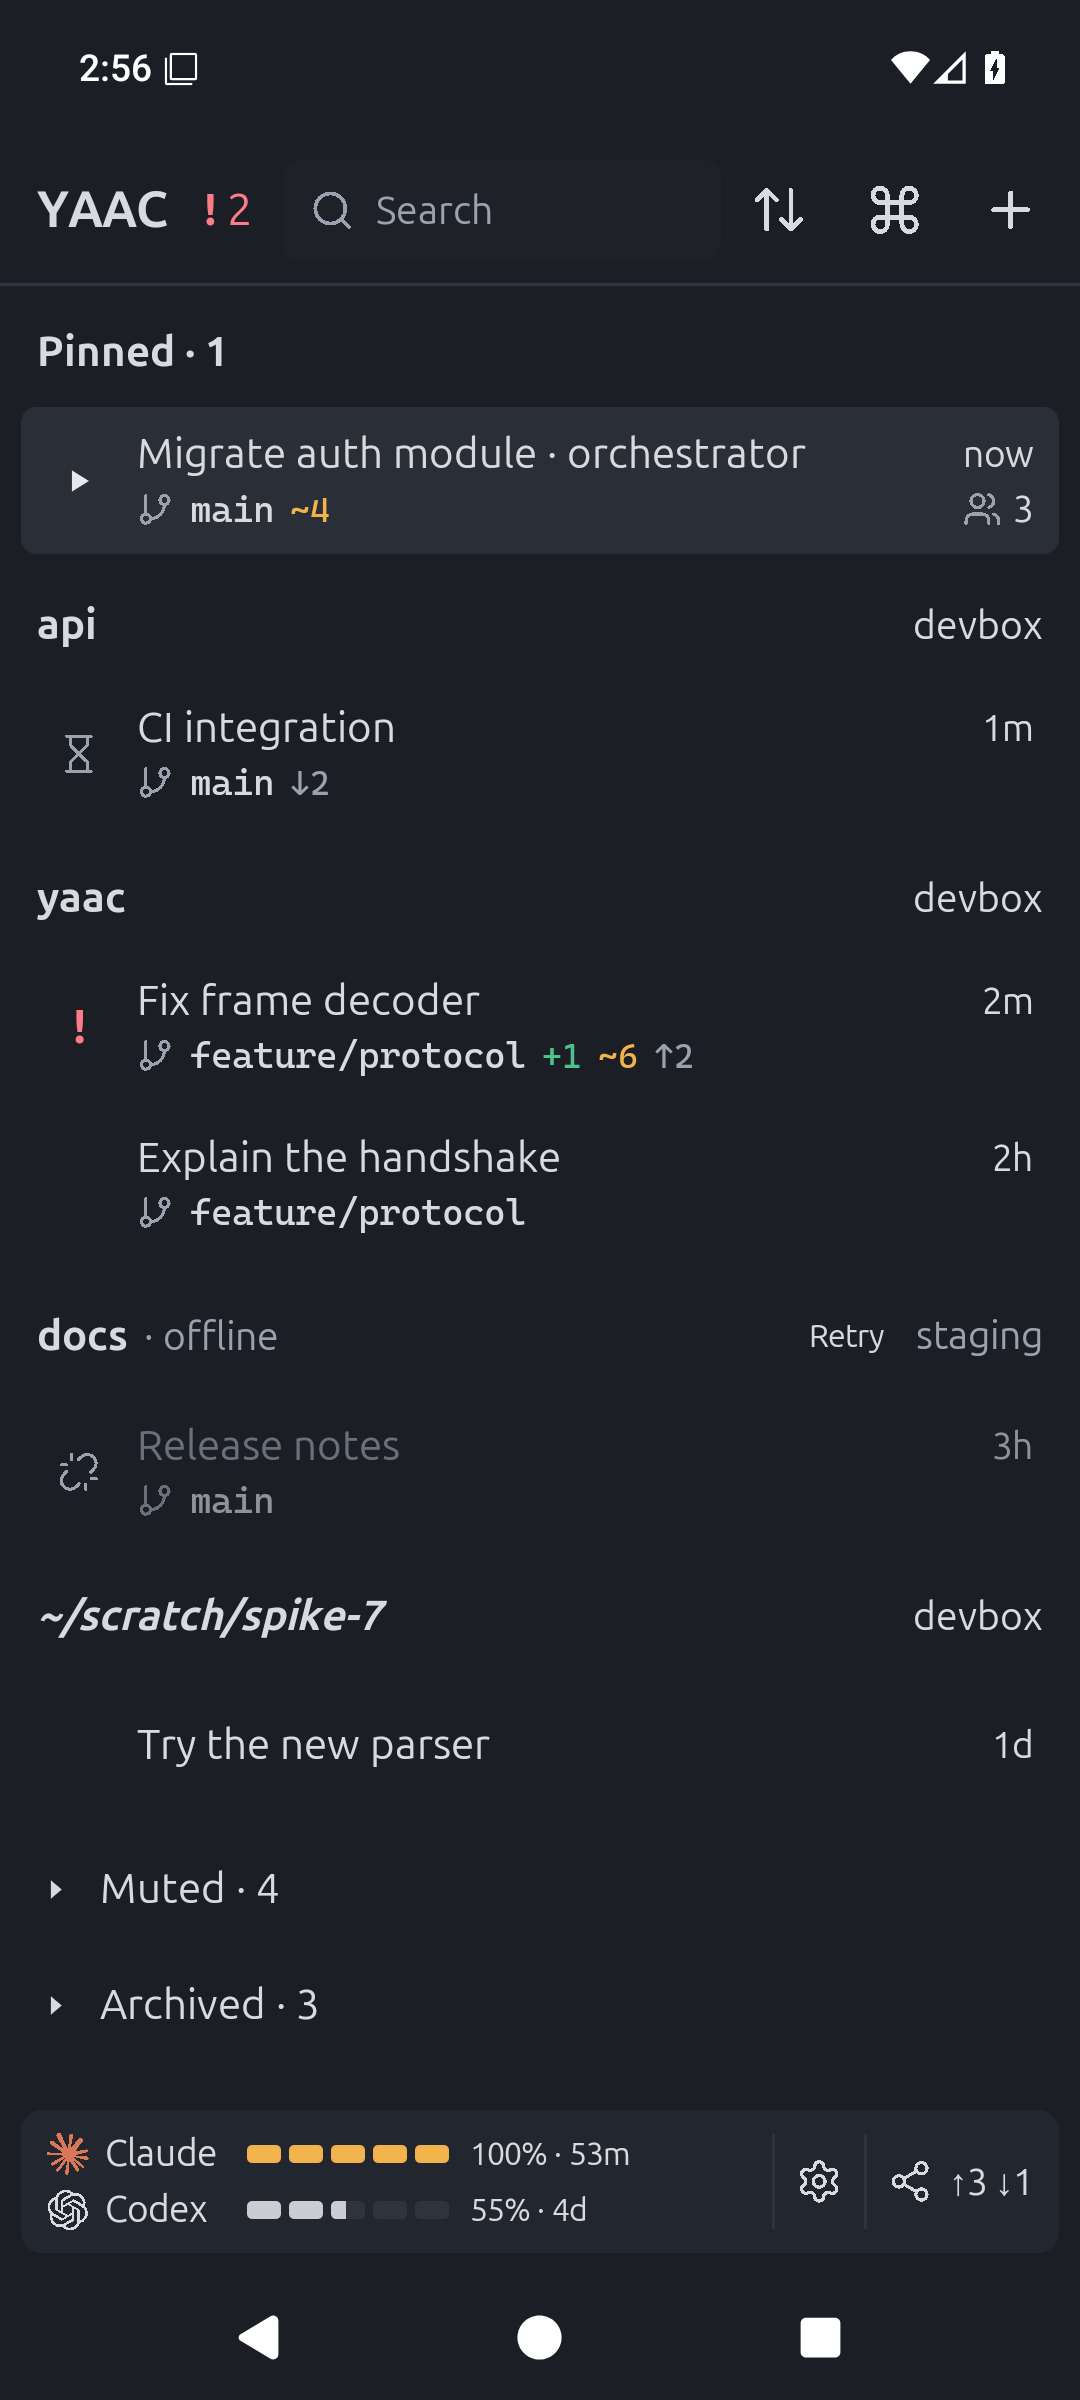 2:56
YAAC ! 2 Search
Pinned · 1
Migrate auth module · orchestrator now
main ~4 3
api devbox
CI integration 1m
main ↓2
yaac devbox
! Fix frame decoder 2m
feature/protocol +1 ~6 ↑2
Explain the handshake 2h
feature/protocol
docs · offline Retry staging
Release notes 3h
main
~/scratch/spike-7 devbox
Try the new parser 1d
Muted · 4
Archived · 3
Claude 100% · 53m
Codex 55% · 4d
↑3 ↓1